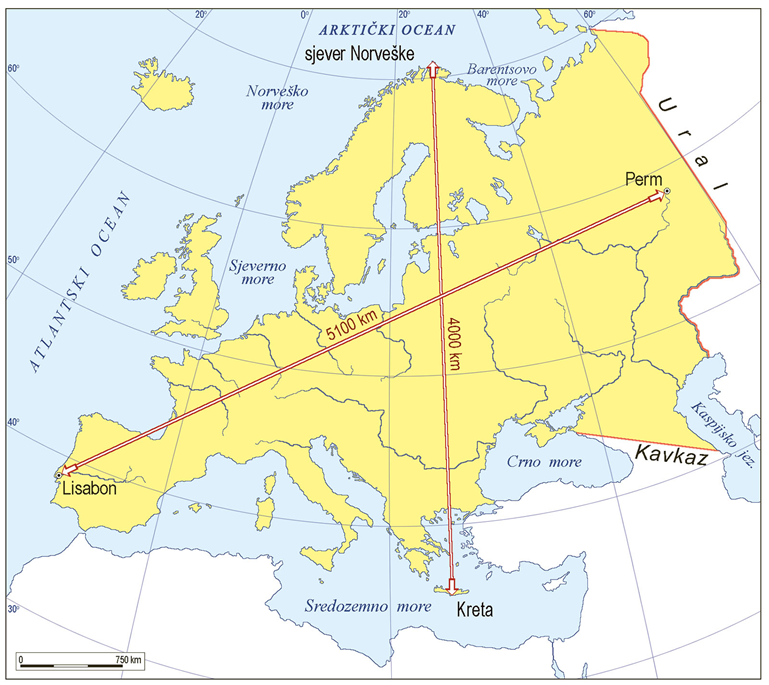 20°
0°
20°
40°
60°
ARKTIČKI OCEAN
sjever Norveške
60°
Barentsovo
more
Norveško
more
Ural
Perm
ATLANTSKI OCEAN
50°
Sjeverno
more
5100 km
4000 km
40°
Kaspijsko jez.
Kavkaz
Crno more
Lisabon
30°
Sredozemno more
Kreta
0
750 km